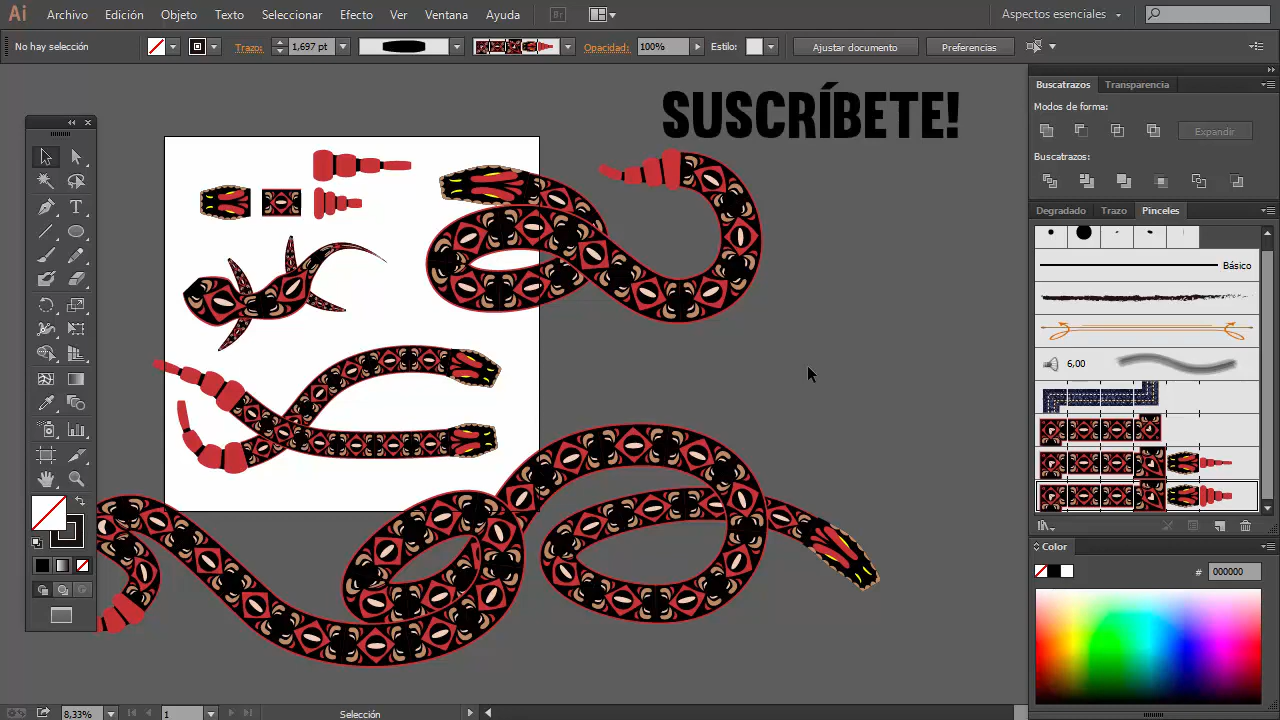 Ai Archivo Edición Objeto Texto Seleccionar Efecto Ver Ventana Ayuda Br Aspectos esenciales
No hay selección Trazo: 1,697 pt Opacidad: 100% Estilo: Ajustar documento Preferencias
SUSCRÍBETE!
Buscatrazos Transparencia
Modos de forma:
Expandir
Buscatrazos:
Degradado Trazo Pinceles
Básico
6,00
Color
# 000000
8,33% 1 Selección